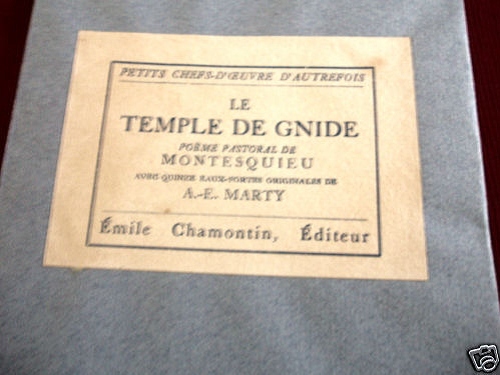 PETITS CHEFS-D'ŒUVRE D'AUTREFOIS
LE
TEMPLE DE GNIDE
POÈME PASTORAL DE
MONTESQUIEU
AVEC QUINZE EAUX-FORTES ORIGINALES DE
A.-E. MARTY
Émile Chamontin, Éditeur